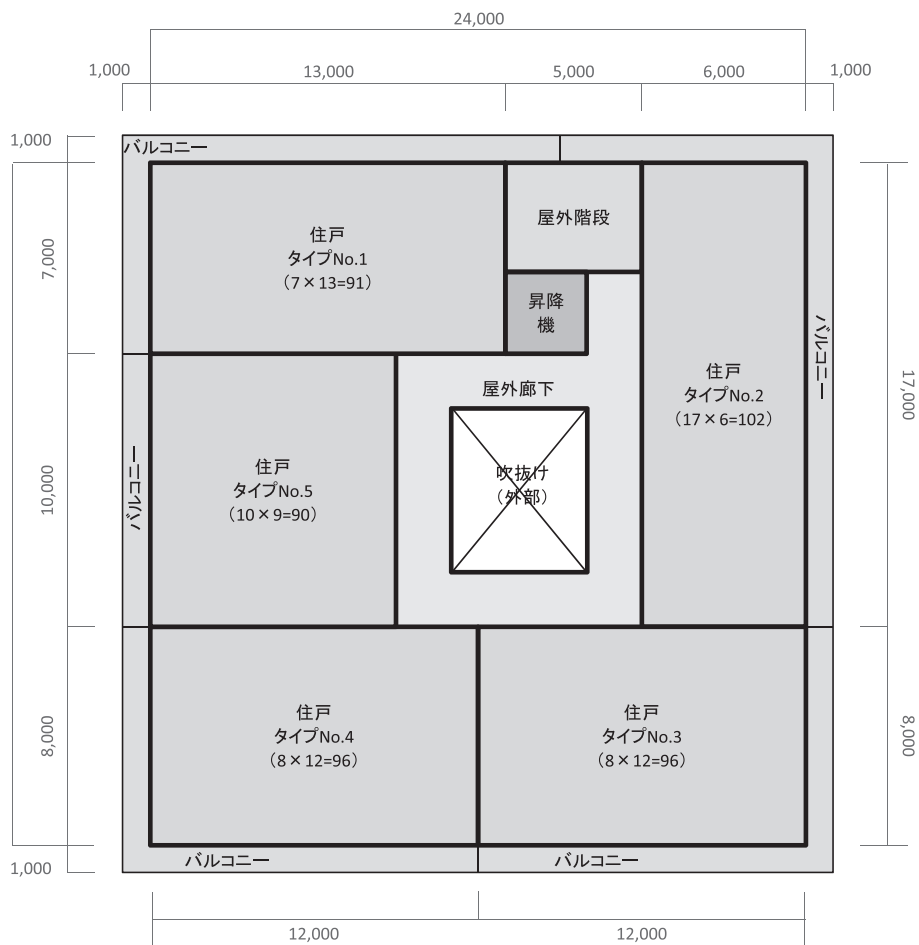 24,000
1,000
13,000
5,000
6,000
1,000
1,000
バルコニー
7,000
住戸
タイプNo.1
（7×13=91）
屋外階段
昇降
機
住戸
タイプNo.2
（17×6=102）
バルコニー
17,000
屋外廊下
吹抜け
（外部）
10,000
バルコニー
住戸
タイプNo.5
（10×9=90）
8,000
住戸
タイプNo.4
（8×12=96）
住戸
タイプNo.3
（8×12=96）
8,000
1,000
バルコニー
バルコニー
12,000
12,000